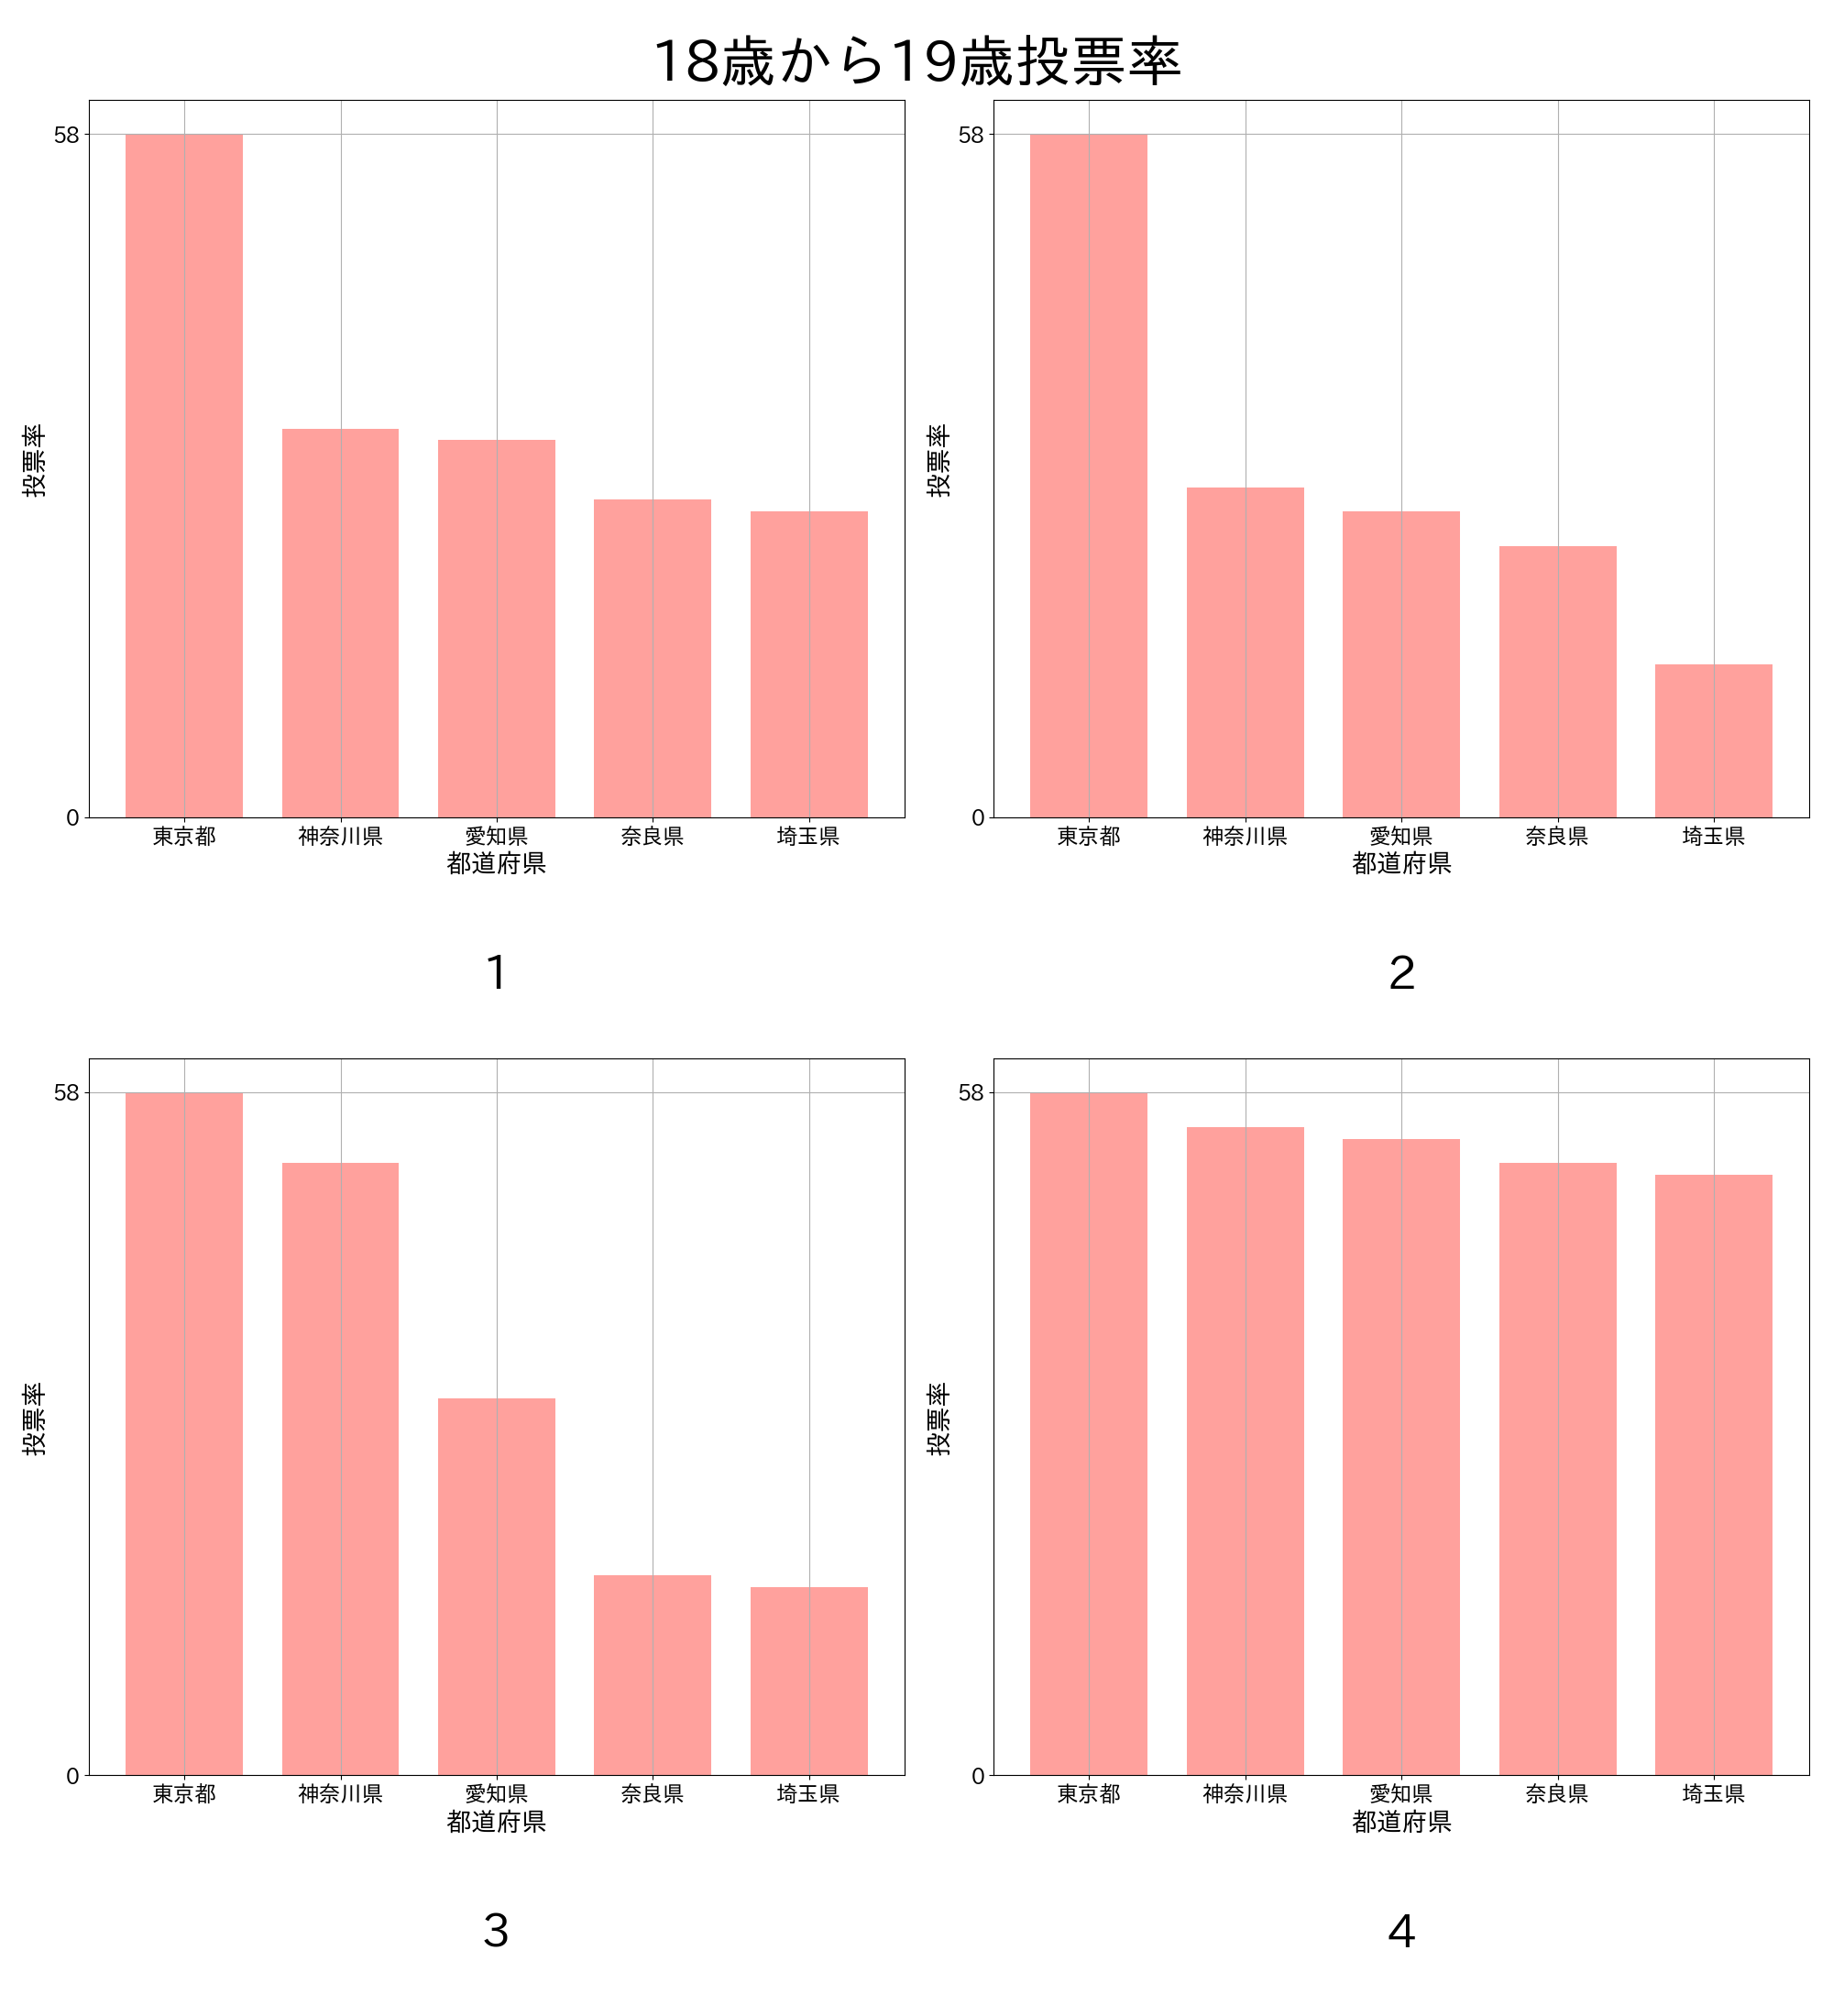 18歳から19歳投票率
58
0
投票率
東京都 神奈川県 愛知県 奈良県 埼玉県
都道府県
1
58
0
投票率
東京都 神奈川県 愛知県 奈良県 埼玉県
都道府県
2
58
0
投票率
東京都 神奈川県 愛知県 奈良県 埼玉県
都道府県
3
58
0
投票率
東京都 神奈川県 愛知県 奈良県 埼玉県
都道府県
4